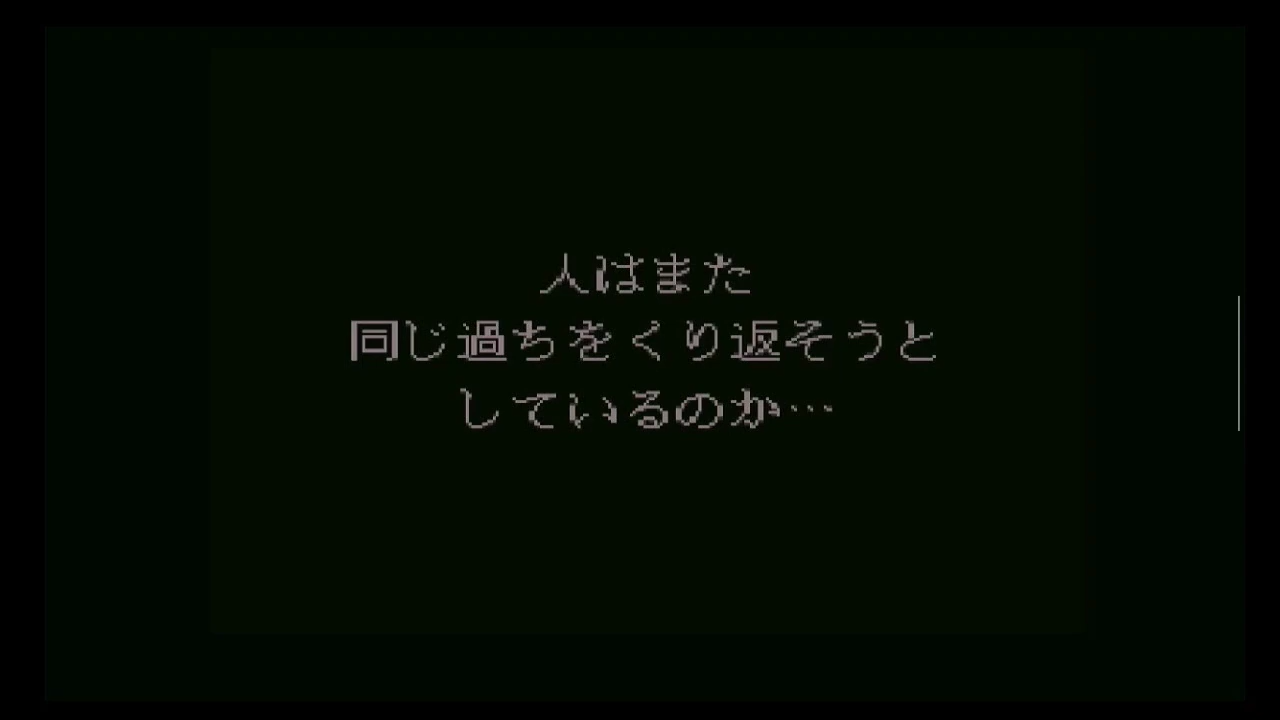 人はまた
同じ過ちをくり返そうと
しているのか…